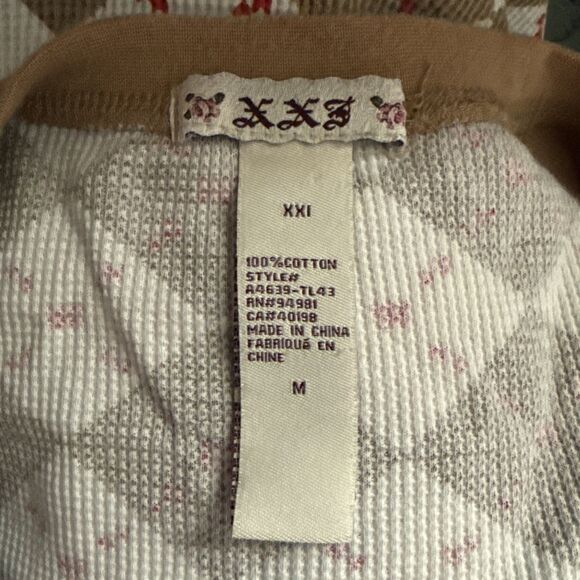 XXI
XXI
100%COTTON
STYLE#
A4639-TL43
RN#94981
CA#40198
MADE IN CHINA
FABRIQUÉ EN
CHINE
M